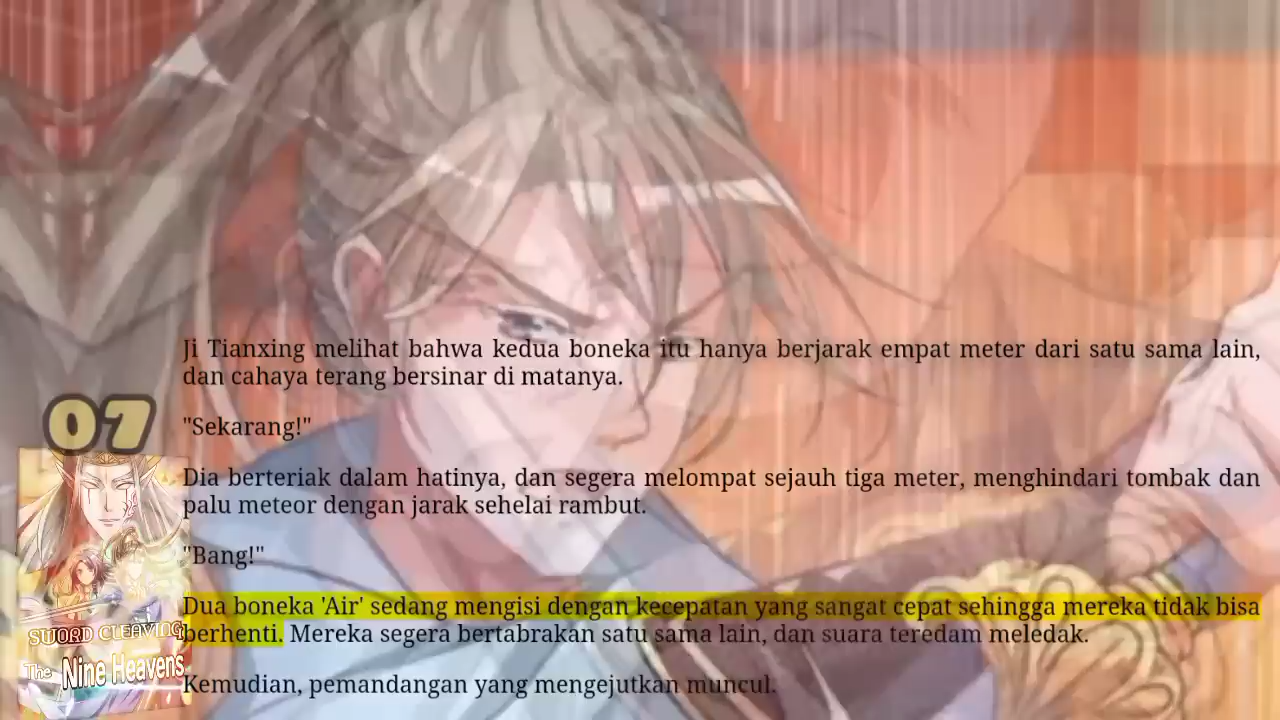 Ji Tianxing melihat bahwa kedua boneka itu hanya berjarak empat meter dari satu sama lain,
dan cahaya terang bersinar di matanya.
"Sekarang!"
Dia berteriak dalam hatinya, dan segera melompat sejauh tiga meter, menghindari tombak dan
palu meteor dengan jarak sehelai rambut.
"Bang!"
Dua boneka 'Air' sedang mengisi dengan kecepatan yang sangat cepat sehingga mereka tidak bisa
berhenti. Mereka segera bertabrakan satu sama lain, dan suara teredam meledak.
Kemudian, pemandangan yang mengejutkan muncul.
07
SWORD CLEAVING
The Nine Heavens